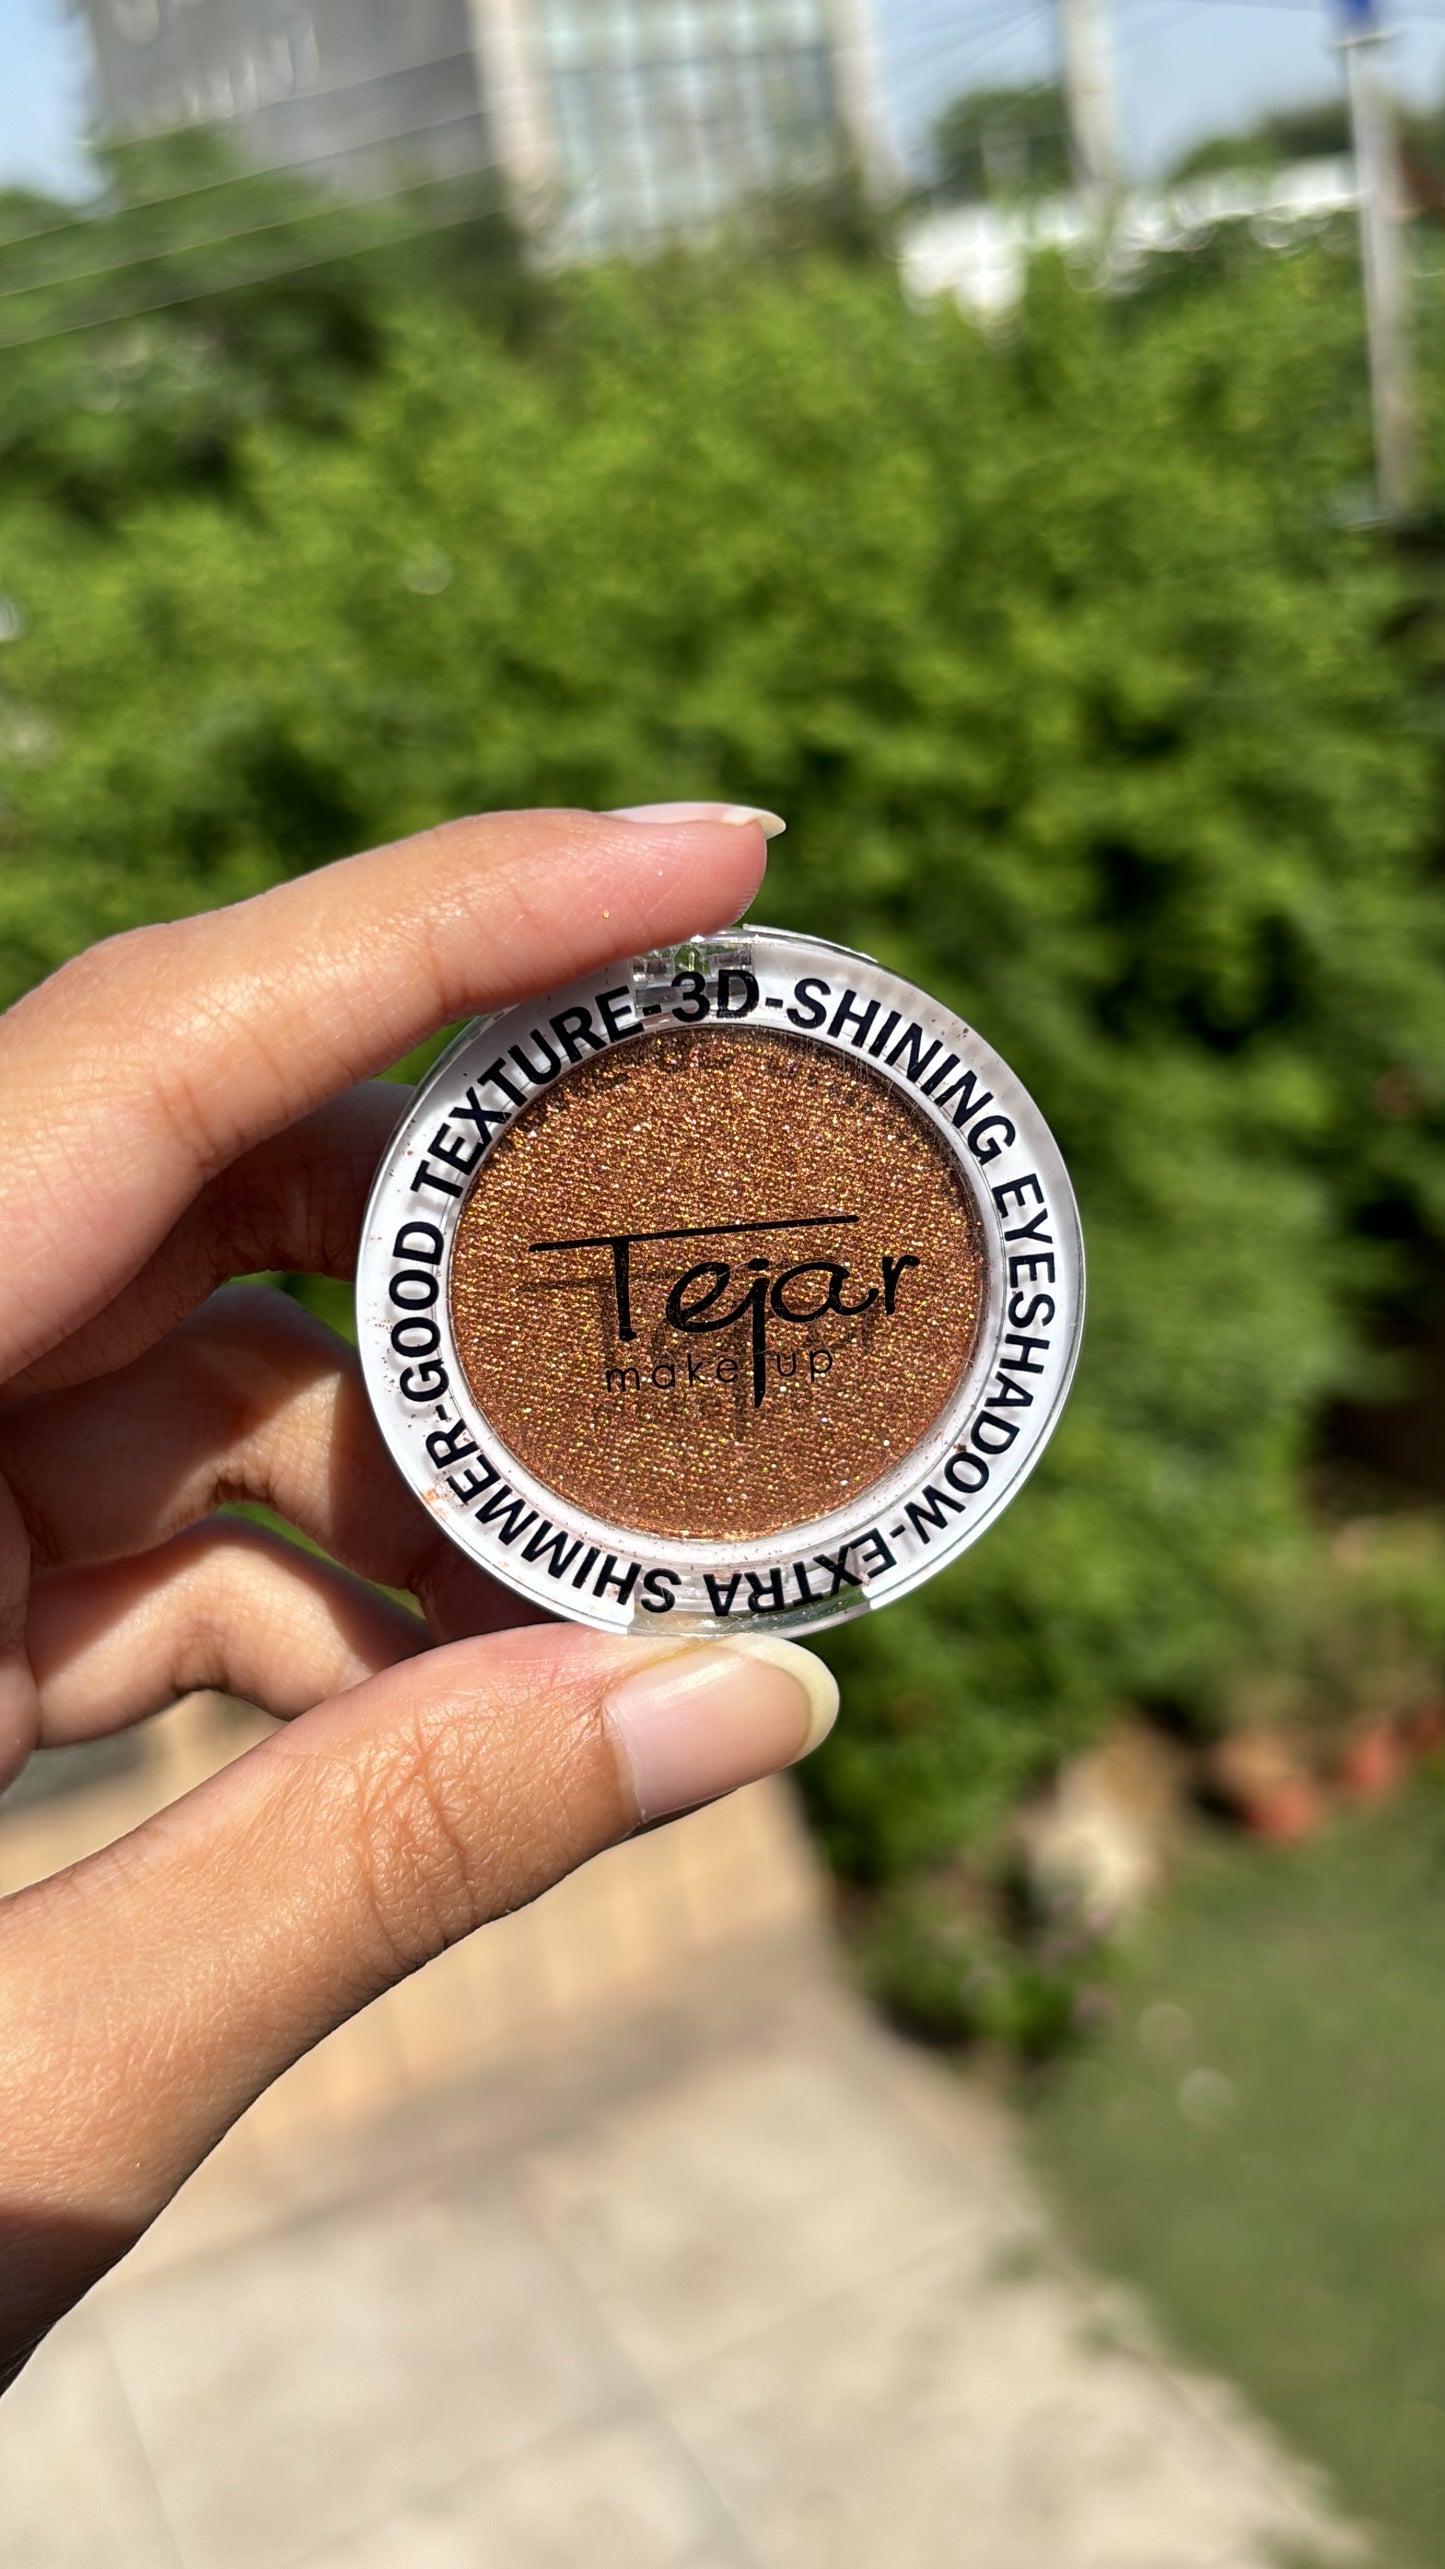 GOOD TEXTURE-3D-SHINING EYESHADOW-EXTRA SHIMMER-
Tejar
make up